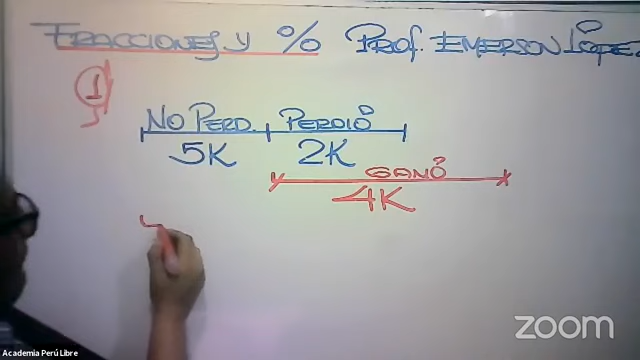 FRACCIONES Y % PROF. EMERSON LÓPEZ.
1
NO PERD. PERDIÓ
5K 2K
GANÓ
4K
zoom
Academia Perú Libre